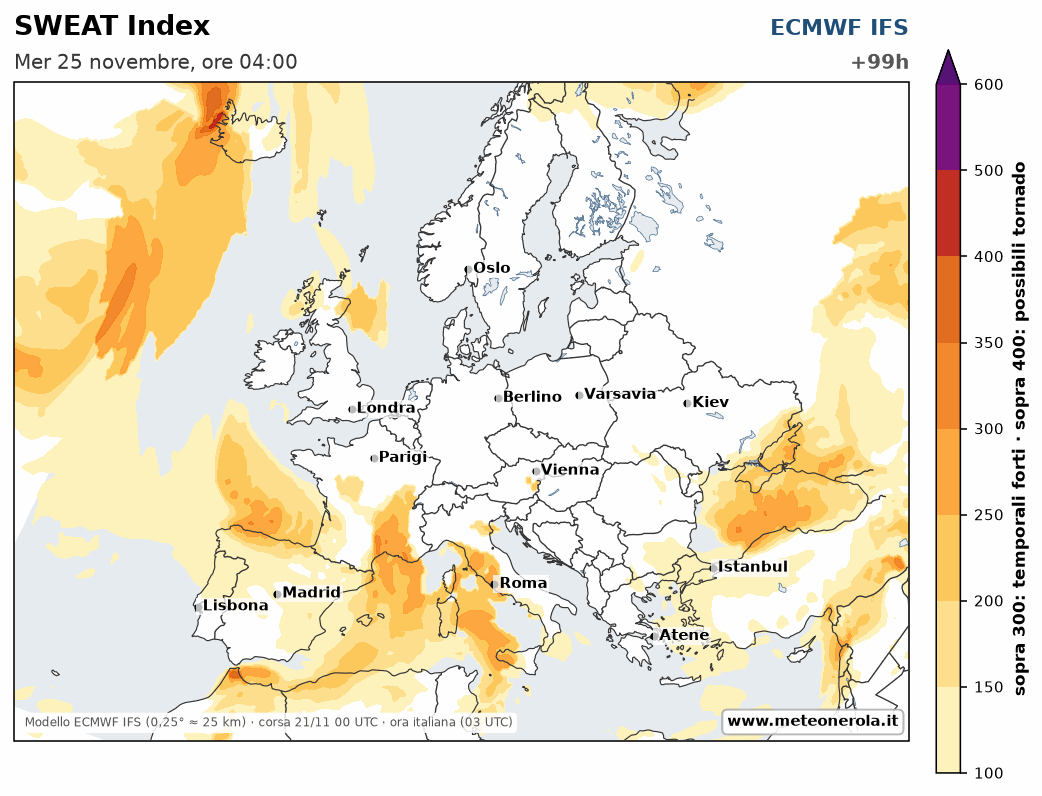 SWEAT Index
ECMWF IFS
Mer 25 novembre, ore 04:00
+99h
Oslo
Londra
Berlino
Varsavia
Kiev
Parigi
Vienna
Istanbul
Roma
Madrid
Lisbona
Atene
Modello ECMWF IFS (0,25° ≈ 25 km) · corsa 21/11 00 UTC · ora italiana (03 UTC)
www.meteonerola.it
600
500
400
350
300
250
200
150
100
sopra 300: temporali forti · sopra 400: possibili tornado